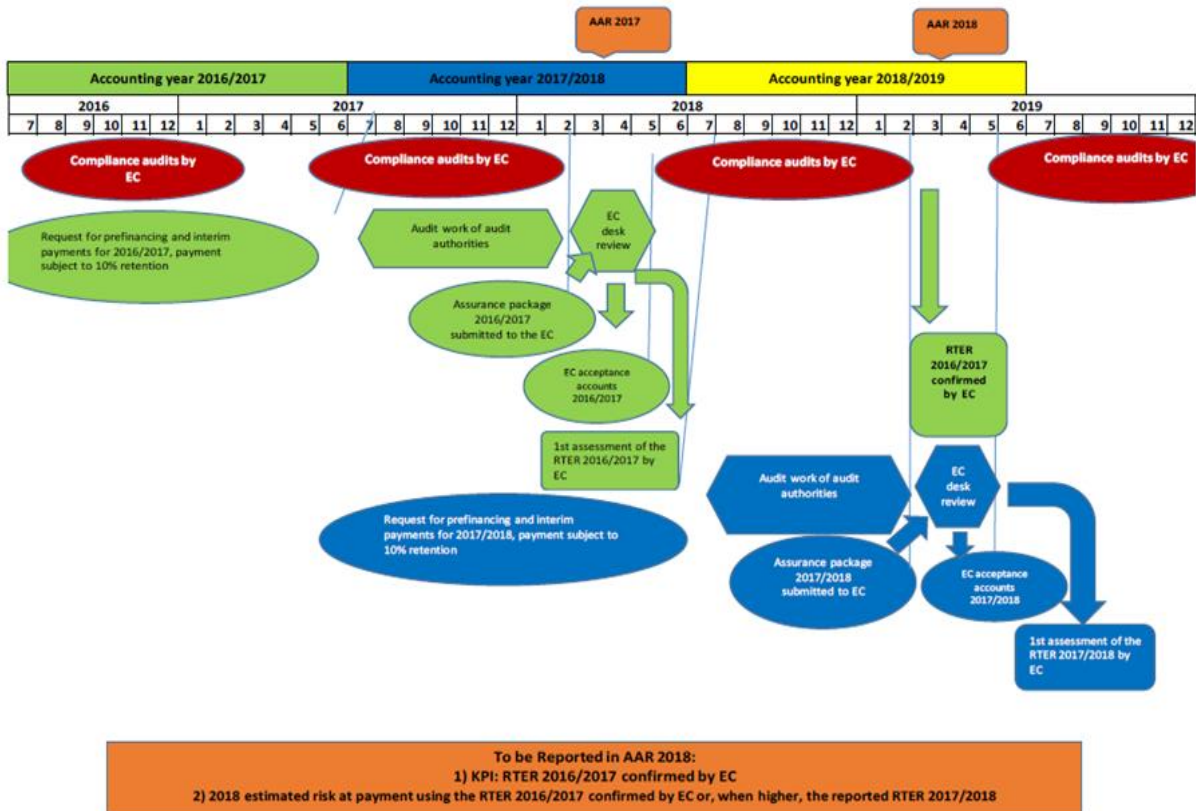 AAR 2017
AAR 2018
Accounting year 2016/2017
Accounting year 2017/2018
Accounting year 2018/2019
2016
2017
2018
2019
7 8 9 10 11 12 1 2 3 4 5 6 7 8 9 10 11 12 1 2 3 4 5 6 7 8 9 10 11 12 1 2 3 4 5 6 7 8 9 10 11 12
Compliance audits by
EC
Compliance audits by EC
Compliance audits by EC
Compliance audits by EC
Request for prefinancing and interim
payments for 2016/2017, payment
subject to 10% retention
Audit work of audit
authorities
EC
desk
review
Assurance package
2016/2017
submitted to the EC
EC acceptance
accounts
2016/2017
1st assessment of the
RTER 2016/2017 by
EC
RTER
2016/2017
confirmed
by EC
Request for prefinancing and interim
payments for 2017/2018, payment subject to
10% retention
Audit work of audit
authorities
EC
desk
review
Assurance package
2017/2018
submitted to EC
EC acceptance
accounts
2017/2018
1st assessment of the
RTER 2017/2018 by
EC
To be Reported in AAR 2018:
1) KPI: RTER 2016/2017 confirmed by EC
2) 2018 estimated risk at payment using the RTER 2016/2017 confirmed by EC or, when higher, the reported RTER 2017/2018